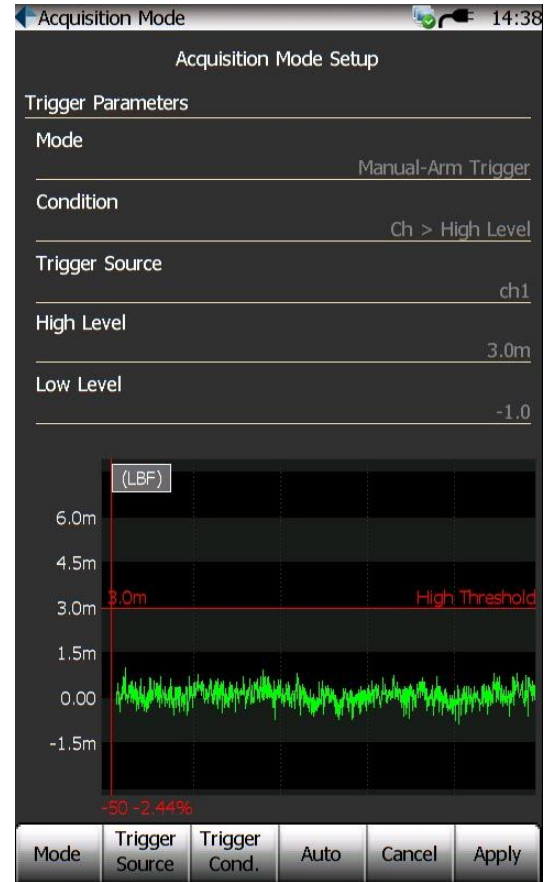 Acquisition Mode 14:38
Acquisition Mode Setup
Trigger Parameters
Mode
Manual-Arm Trigger
Condition
Ch > High Level
Trigger Source
ch1
High Level
3.0m
Low Level
-1.0
(LBF)
6.0m
4.5m
3.0m High Threshold
3.0m
1.5m
0.00
-1.5m
-50 -2.44%
Mode
Trigger Source
Trigger Cond.
Auto
Cancel
Apply